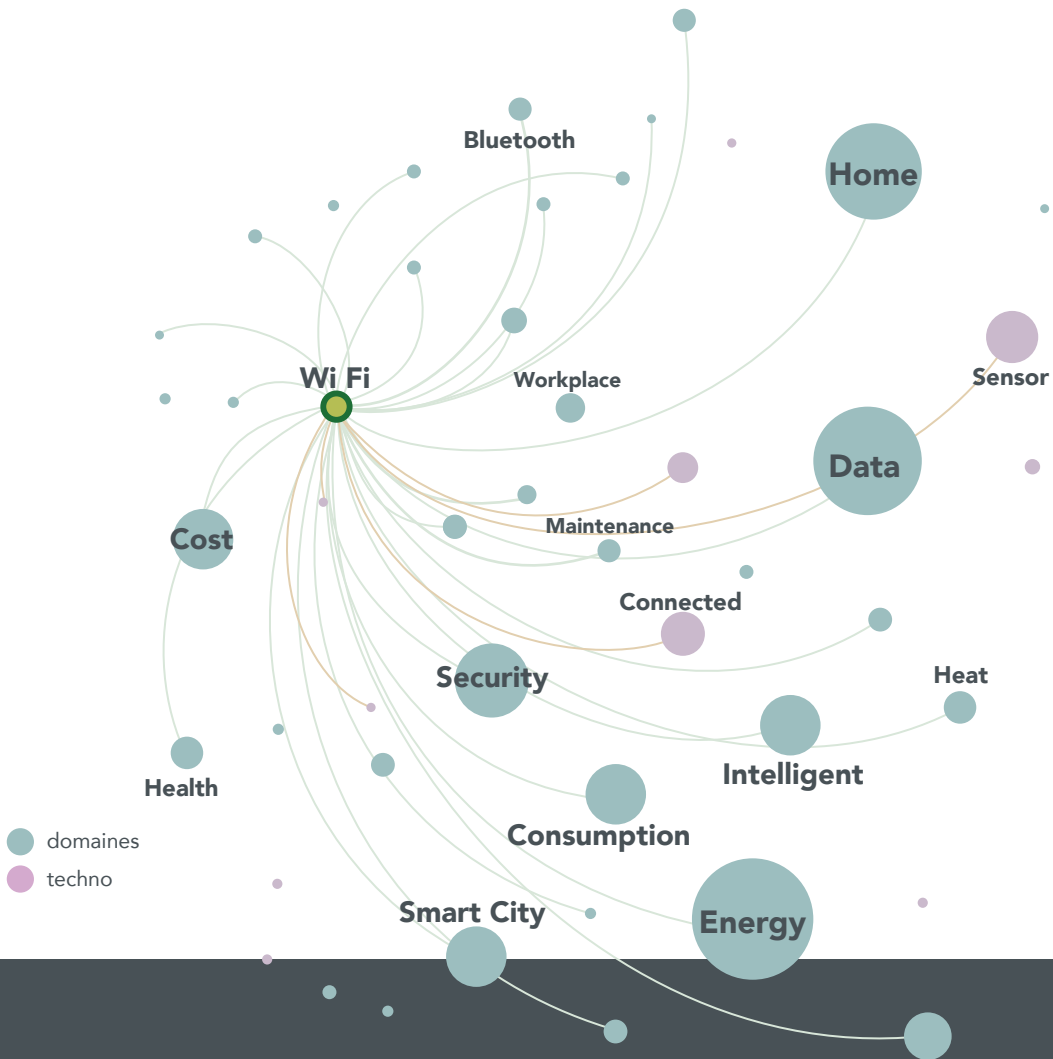 Bluetooth
Home
Wi Fi
Sensor
Workplace
Data
Maintenance
Cost
Connected
Security
Heat
Intelligent
Health
Consumption
domaines
techno
Smart City
Energy